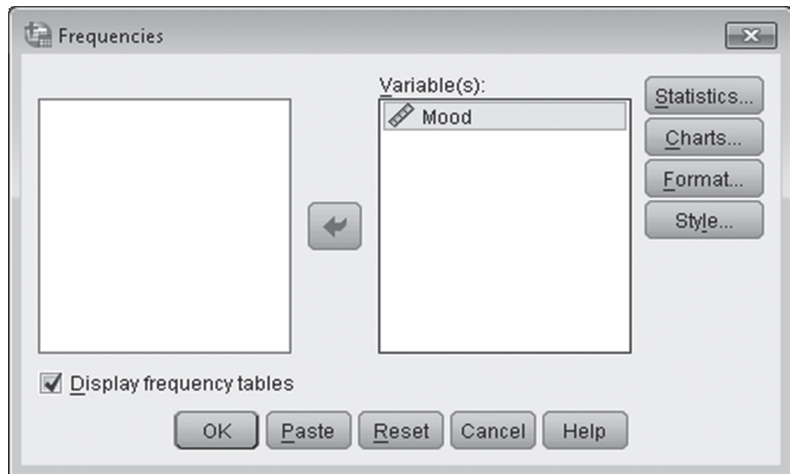 Frequencies
Variable(s):
Mood
Statistics...
Charts...
Format...
Style...
Display frequency tables
OK Paste Reset Cancel Help